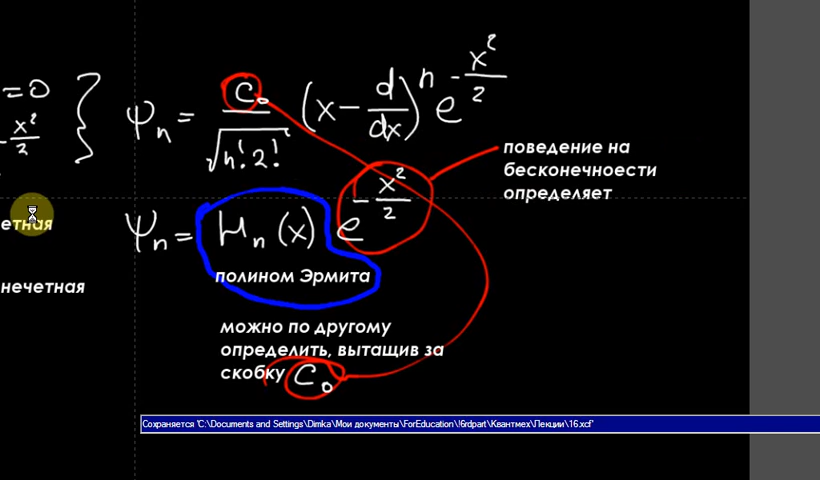 =0
- x²/2
ψn = C₀/√(n! 2!) (x - d/dx)ⁿ e^(-x²/2)
поведение на
бесконечноести
определяет
етная
ψn = Hn(x) e^(-x²/2)
полином Эрмита
нечетная
можно по другому
определить, вытащив за
скобку C₀
Сохраняется 'C:\Documents and Settings\Dimka\Мои документы\ForEducation\!6rdpart\Квантмех\Лекции\16.xcf'